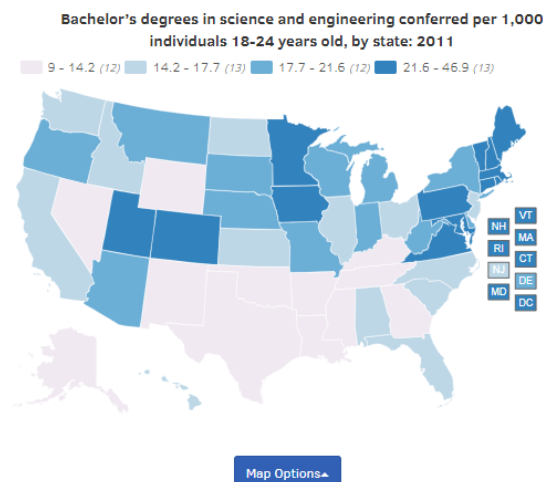 Bachelor's degrees in science and engineering conferred per 1,000
individuals 18-24 years old, by state: 2011
9 - 14.2 (12) 14.2 - 17.7 (13) 17.7 - 21.6 (12) 21.6 - 46.9 (13)
VT
NH
MA
RI
CT
NJ
DE
MD
DC
Map Options▴